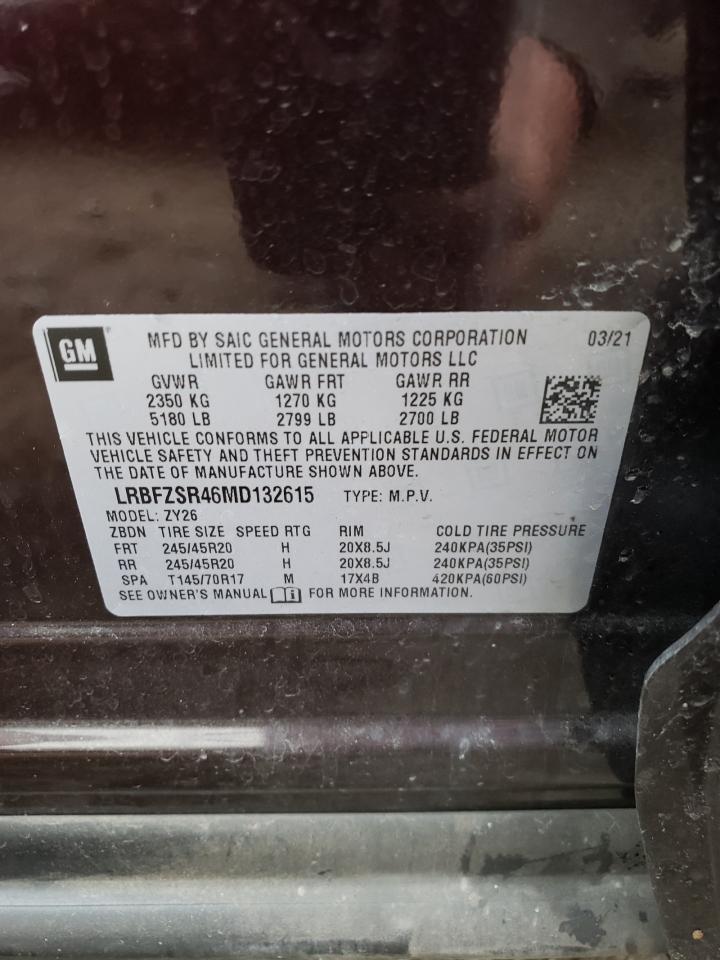 GM
MFD BY SAIC GENERAL MOTORS CORPORATION 03/21
LIMITED FOR GENERAL MOTORS LLC
GVWR GAWR FRT GAWR RR
2350 KG 1270 KG 1225 KG
5180 LB 2799 LB 2700 LB
THIS VEHICLE CONFORMS TO ALL APPLICABLE U.S. FEDERAL MOTOR
VEHICLE SAFETY AND THEFT PREVENTION STANDARDS IN EFFECT ON
THE DATE OF MANUFACTURE SHOWN ABOVE.
LRBFZSR46MD132615 TYPE: M.P.V.
MODEL: ZY26
ZBDN TIRE SIZE SPEED RTG RIM COLD TIRE PRESSURE
FRT 245/45R20 H 20X8.5J 240KPA(35PSI)
RR 245/45R20 H 20X8.5J 240KPA(35PSI)
SPA T145/70R17 M 17X4B 420KPA(60PSI)
SEE OWNER'S MANUAL i FOR MORE INFORMATION.